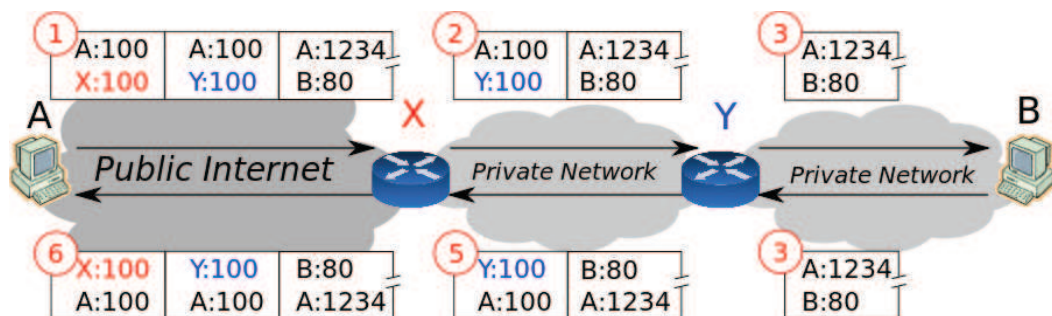 1
A:100 A:100 A:1234
X:100 Y:100 B:80
2
A:100 A:1234
Y:100 B:80
3
A:1234
B:80
A
X
Y
B
Public Internet
Private Network
Private Network
6
X:100 Y:100 B:80
A:100 A:100 A:1234
5
Y:100 B:80
A:100 A:1234
3
A:1234
B:80